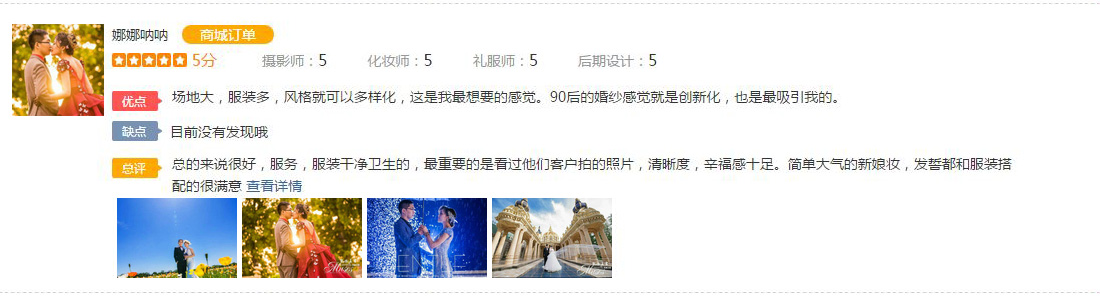 娜娜呐呐 商城订单
5分 摄影师：5 化妆师：5 礼服师：5 后期设计：5
优点 场地大，服装多，风格就可以多样化，这是我最想要的感觉。90后的婚纱感觉就是创新化，也是最吸引我的。
缺点 目前没有发现哦
总评 总的来说很好，服务，服装干净卫生的，最重要的是看过他们客户拍的照片，清晰度，辛福感十足。简单大气的新娘妆，发髻都和服装搭
配的很满意 查看详情